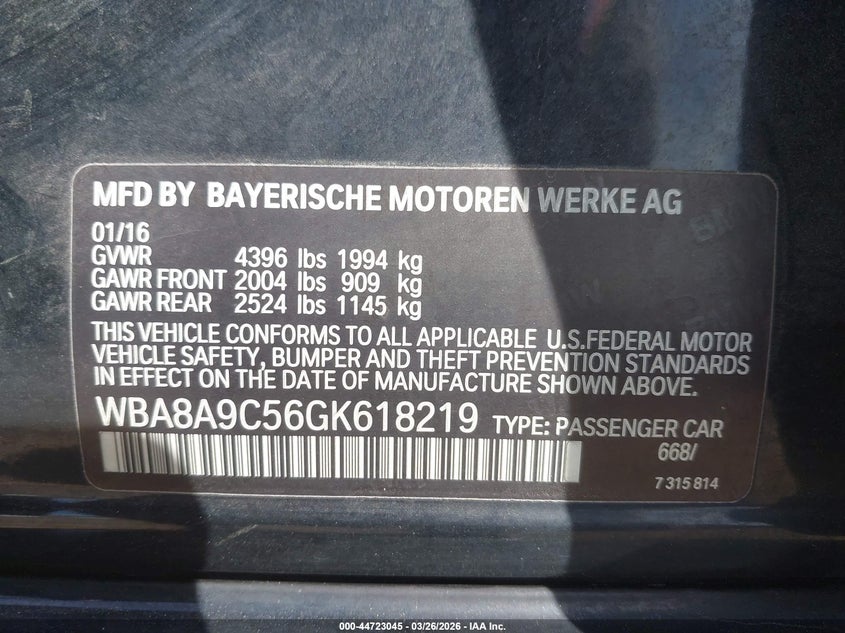 MFD BY BAYERISCHE MOTOREN WERKE AG
01/16
GVWR 4396 lbs 1994 kg
GAWR FRONT 2004 lbs 909 kg
GAWR REAR 2524 lbs 1145 kg
THIS VEHICLE CONFORMS TO ALL APPLICABLE U.S.FEDERAL MOTOR
VEHICLE SAFETY, BUMPER AND THEFT PREVENTION STANDARDS
IN EFFECT ON THE DATE OF MANUFACTURE SHOWN ABOVE.
WBA8A9C56GK618219 TYPE: PASSENGER CAR
668/
7 315 814
000-44723045 - 03/26/2026 - IAA Inc.